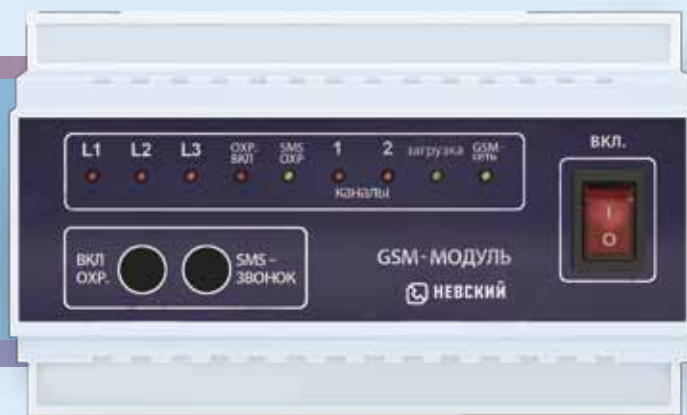 L1 L2 L3 ОХР. ВКЛ SMS ОХР 1 2 загрузка GSM-сеть
каналы
ВКЛ.
I
O
ВКЛ ОХР.
SMS – ЗВОНОК
GSM - МОДУЛЬ
НЕВСКИЙ